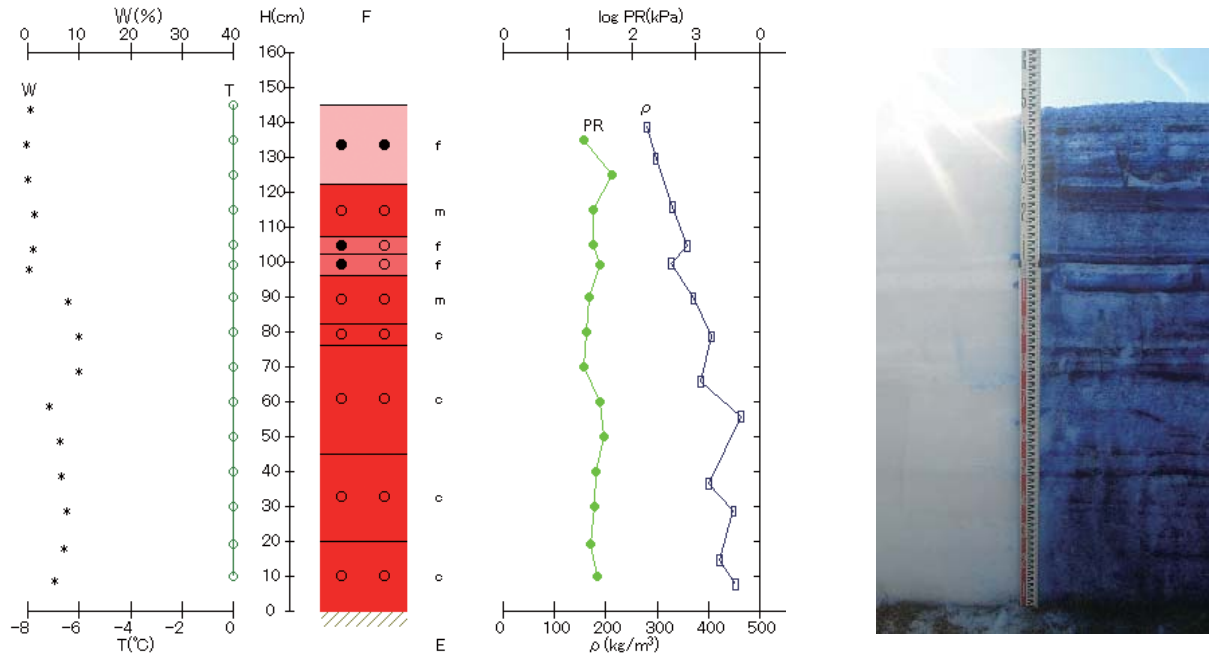 W(%) H(cm) F log PR(kPa)
0 10 20 30 40 0 1 2 3 0
160
150
W T
140
ρ
PR
130
f
120
110
m
f
100
f
90
m
80
c
70
60
c
50
40
30
c
20
10
c
0
-8 -6 -4 -2 0 0 100 200 300 400 500
T(℃) E ρ(kg/m³)